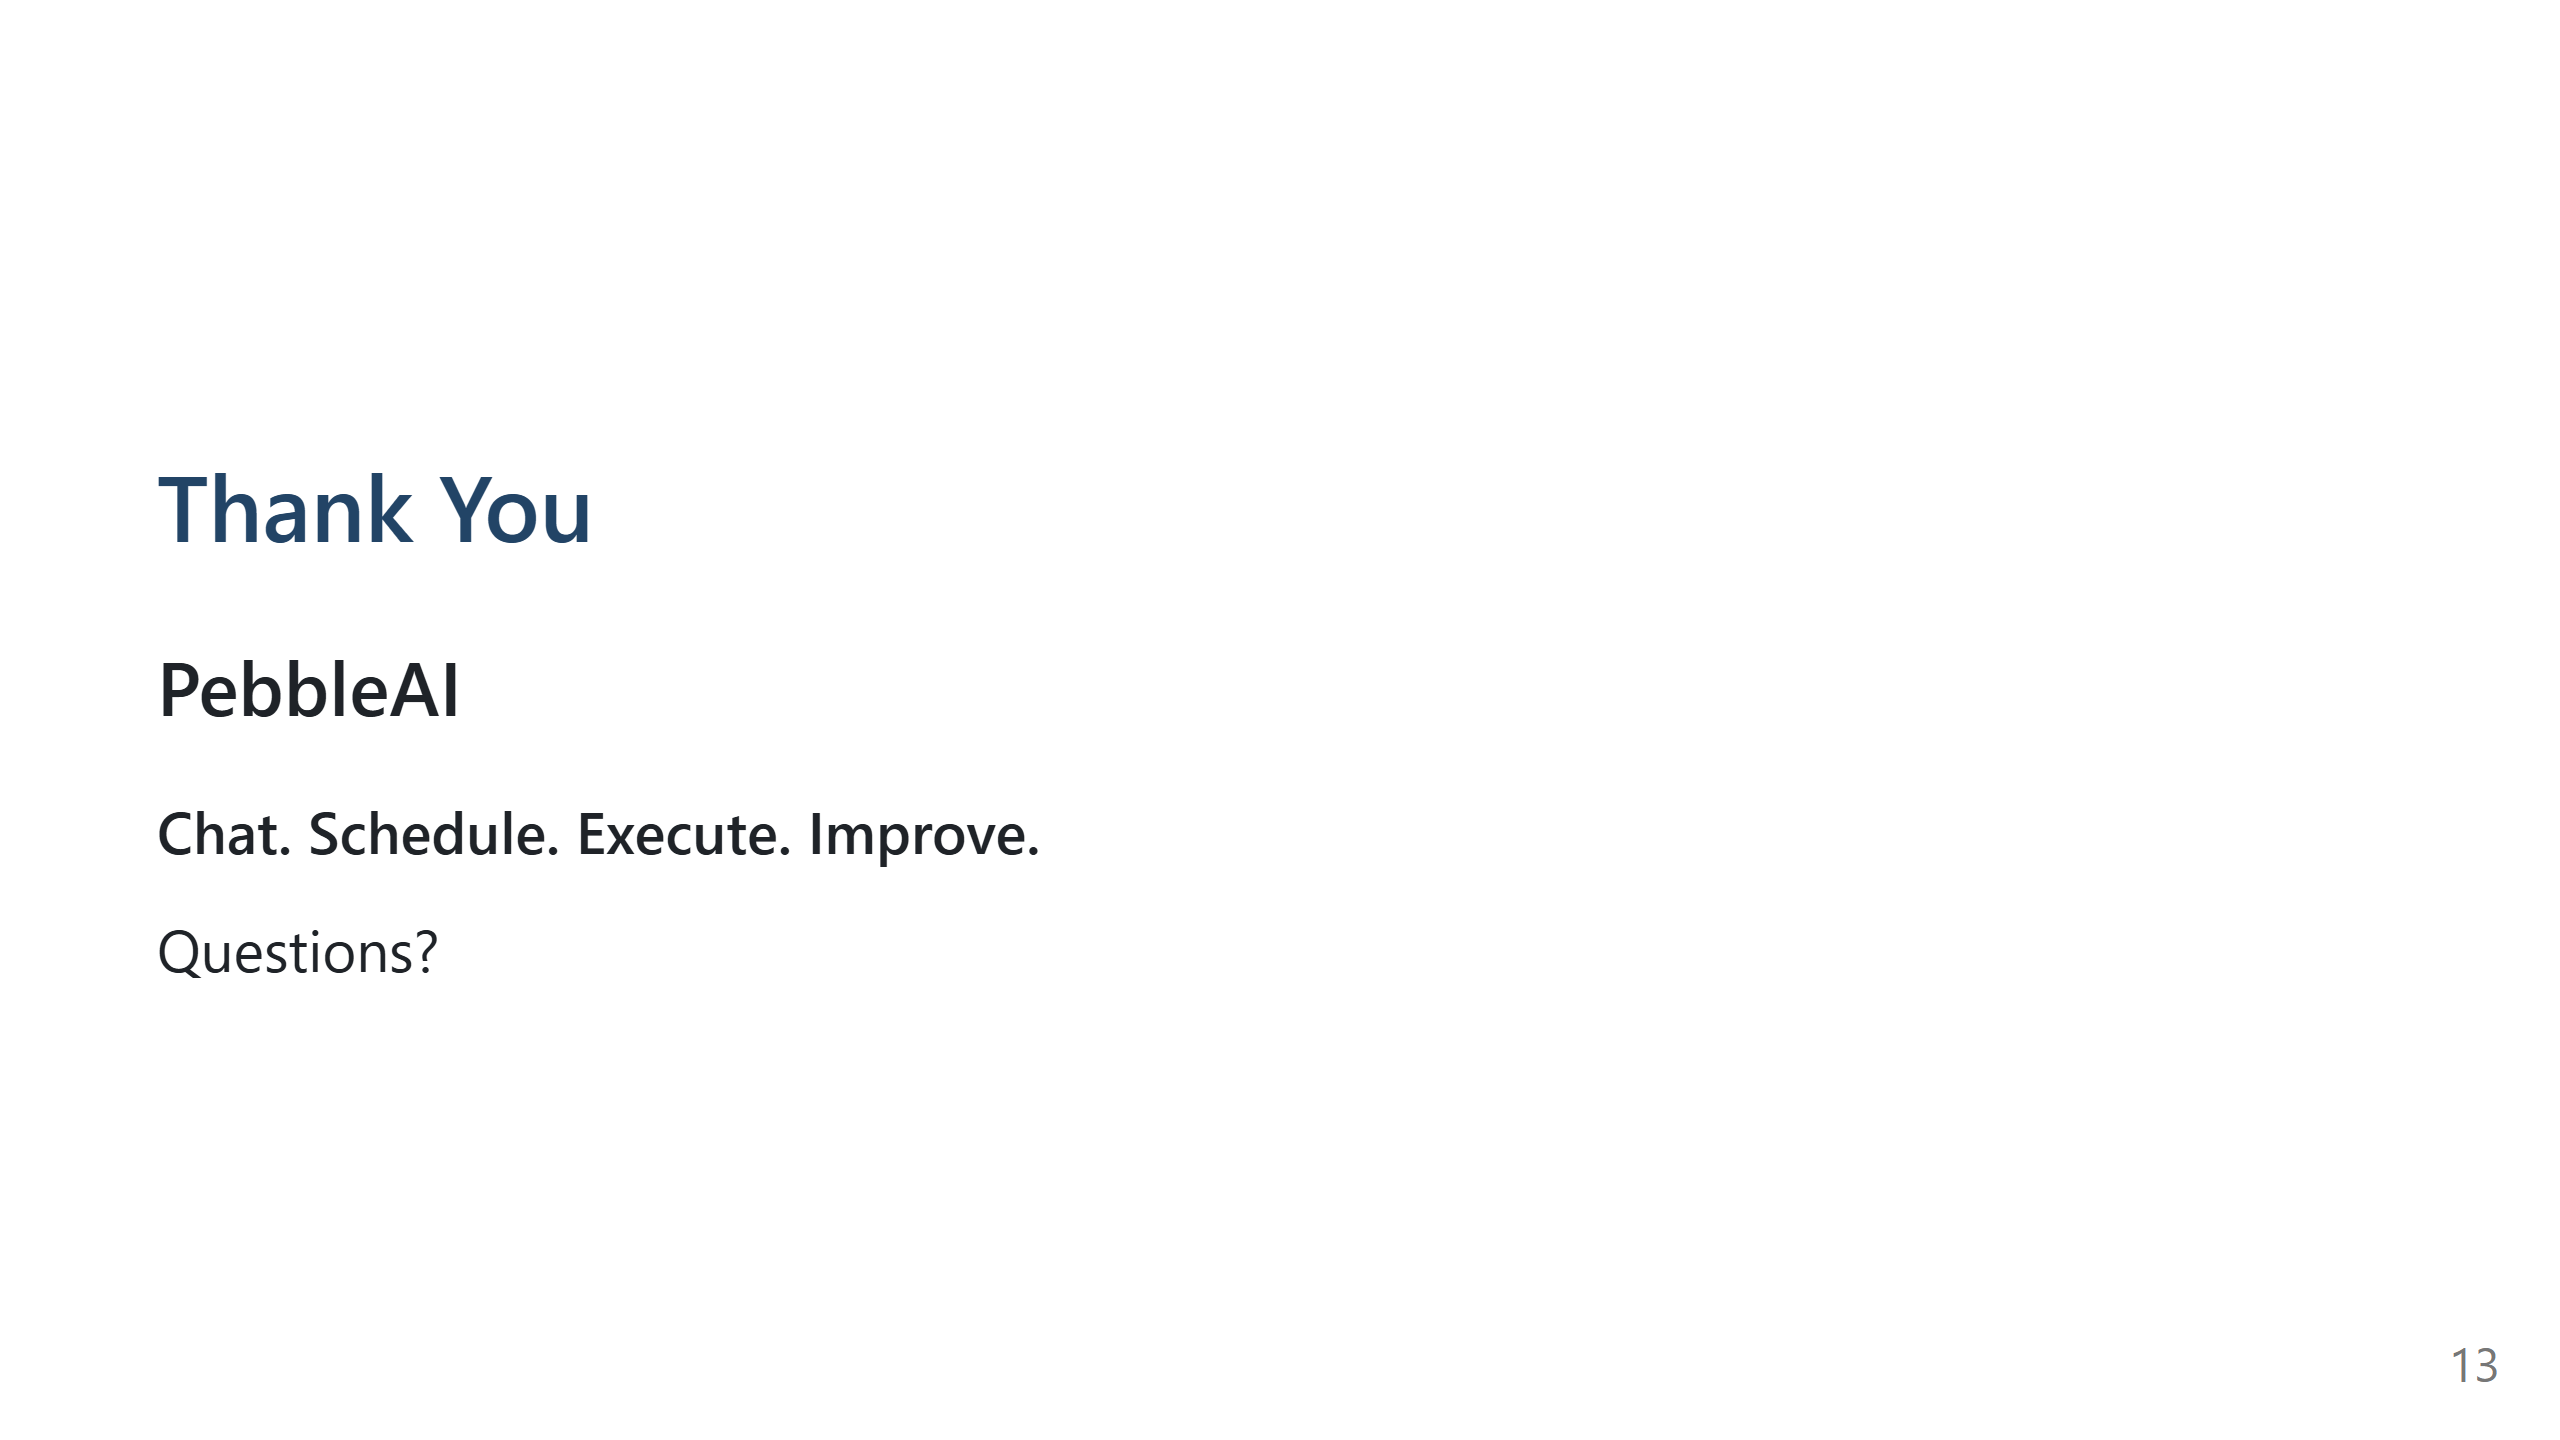 Thank You
PebbleAI
Chat. Schedule. Execute. Improve.
Questions?
13